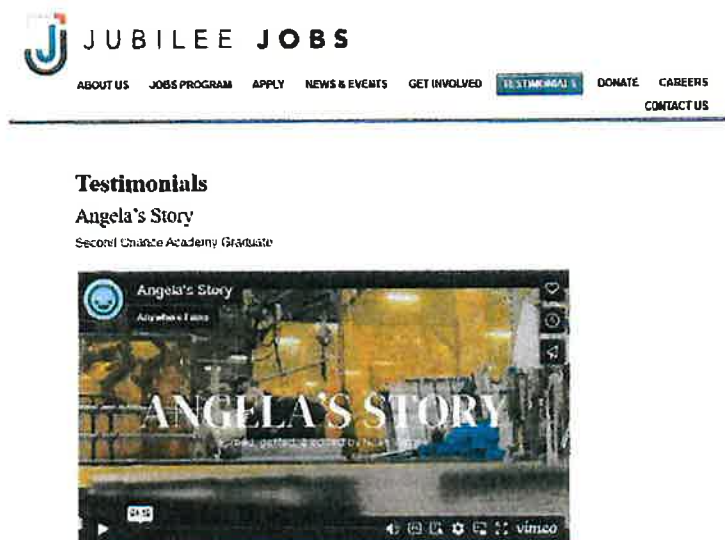 JUBILEE JOBS
ABOUT US JOBS PROGRAM APPLY NEWS & EVENTS GET INVOLVED TESTIMONIALS DONATE CAREERS
CONTACT US
Testimonials
Angela's Story
Second Chance Academy Graduate
Angela's Story
ANGELA'S STORY
vimeo